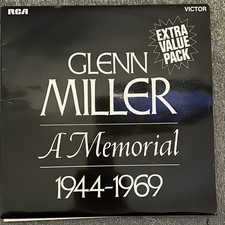 RCA
VICTOR
EXTRA
VALUE
PACK
GLENN
MILLER
A Memorial
1944-1969